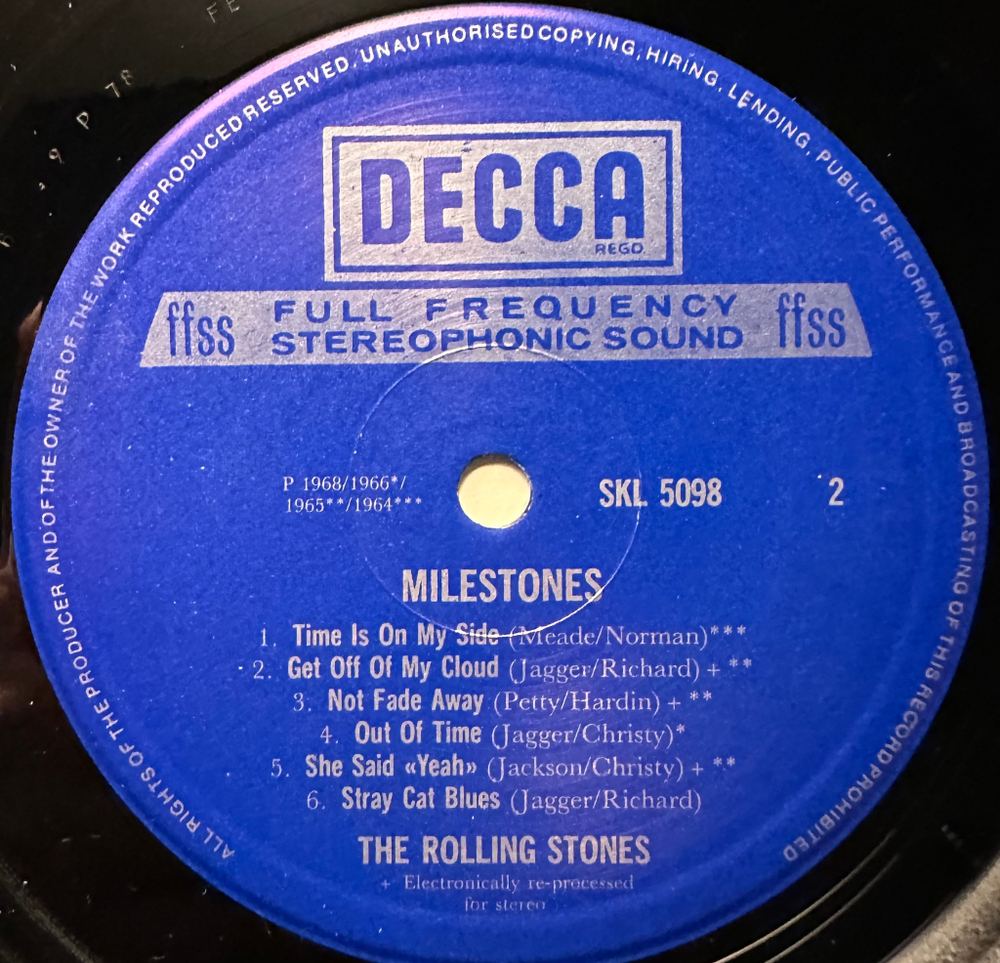 ALL RIGHTS OF THE PRODUCER AND OF THE OWNER OF THE WORK REPRODUCED RESERVED. UNAUTHORISED COPYING, HIRING, LENDING, PUBLIC PERFORMANCE AND BROADCASTING OF THIS RECORD PROHIBITED
DECCA
REGD
ffss FULL FREQUENCY ffss
STEREOPHONIC SOUND
P 1968/1966*/
1965**/1964***
SKL 5098 2
MILESTONES
1. Time Is On My Side (Meade/Norman)***
2. Get Off Of My Cloud (Jagger/Richard) + **
3. Not Fade Away (Petty/Hardin) + **
4. Out Of Time (Jagger/Christy)*
5. She Said «Yeah» (Jackson/Christy) + **
6. Stray Cat Blues (Jagger/Richard)
THE ROLLING STONES
+ Electronically re-processed
for stereo